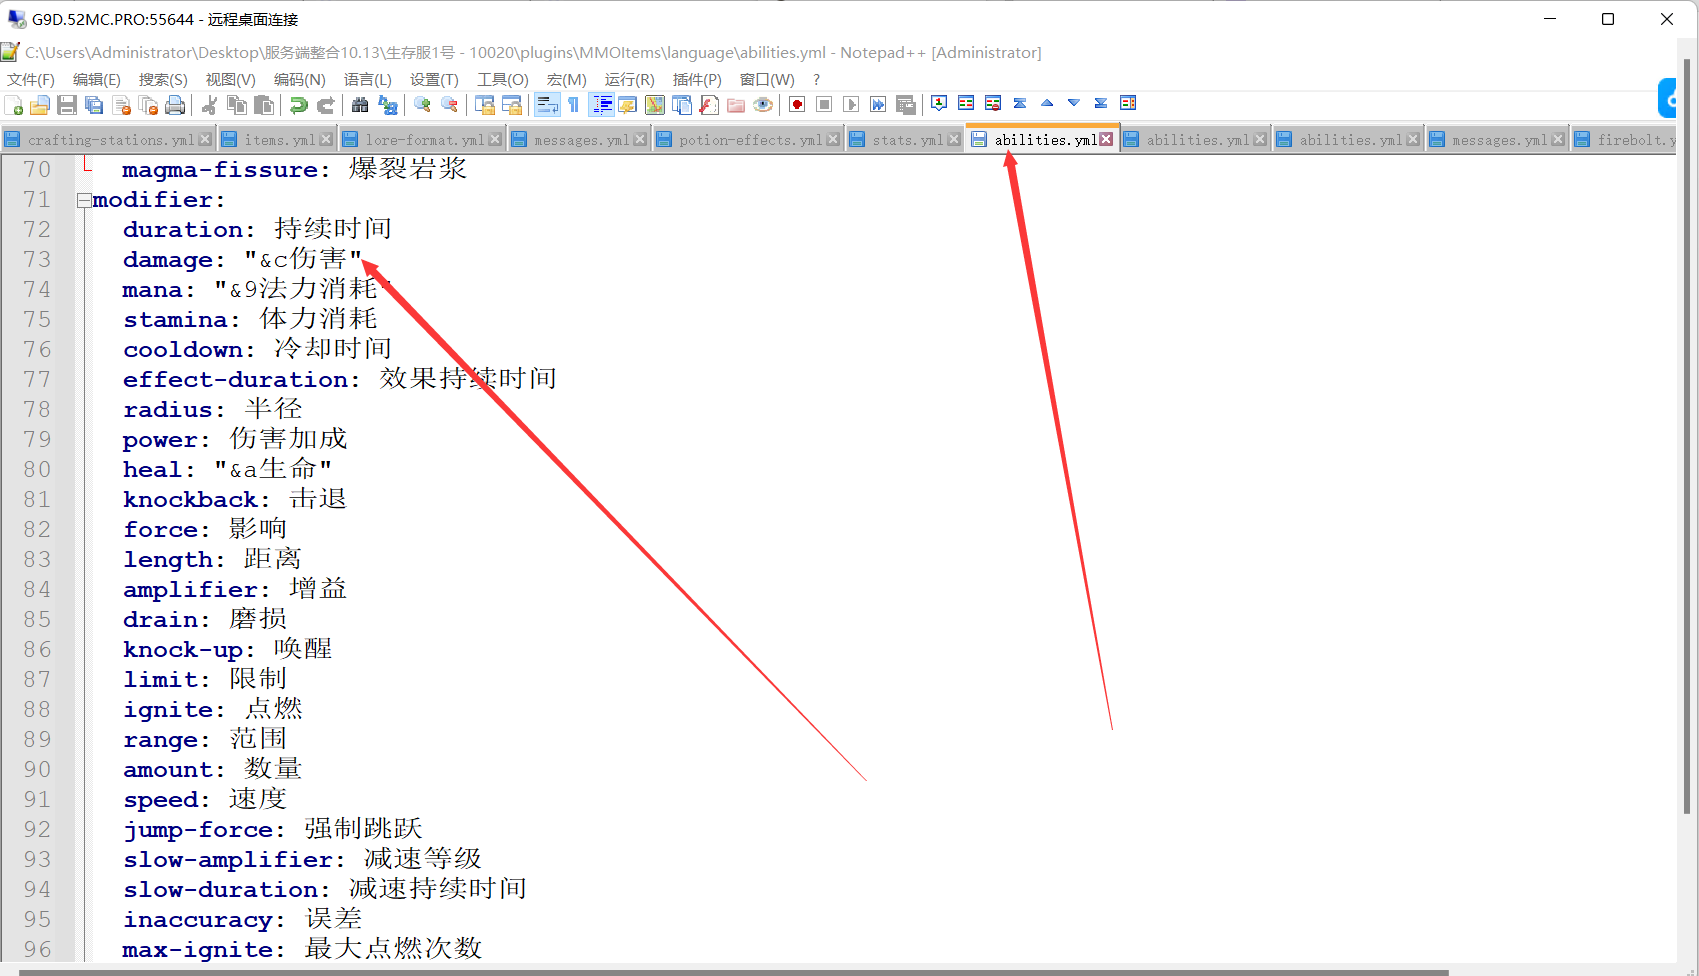 G9D.52MC.PRO:55644 - 远程桌面连接
C:\Users\Administrator\Desktop\服务端整合10.13\生存服1号 - 10020\plugins\MMOItems\language\abilities.yml - Notepad++ [Administrator]
文件(F) 编辑(E) 搜索(S) 视图(V) 编码(N) 语言(L) 设置(T) 工具(O) 宏(M) 运行(R) 插件(P) 窗口(W) ?
crafting-stations.yml items.yml lore-format.yml messages.yml potion-effects.yml stats.yml abilities.yml abilities.yml abilities.yml messages.yml firebolt.y
70 magma-fissure: 爆裂岩浆
71 modifier:
72 duration: 持续时间
73 damage: "&c伤害"
74 mana: "&9法力消耗"
75 stamina: 体力消耗
76 cooldown: 冷却时间
77 effect-duration: 效果持续时间
78 radius: 半径
79 power: 伤害加成
80 heal: "&a生命"
81 knockback: 击退
82 force: 影响
83 length: 距离
84 amplifier: 增益
85 drain: 磨损
86 knock-up: 唤醒
87 limit: 限制
88 ignite: 点燃
89 range: 范围
90 amount: 数量
91 speed: 速度
92 jump-force: 强制跳跃
93 slow-amplifier: 减速等级
94 slow-duration: 减速持续时间
95 inaccuracy: 误差
96 max-ignite: 最大点燃次数